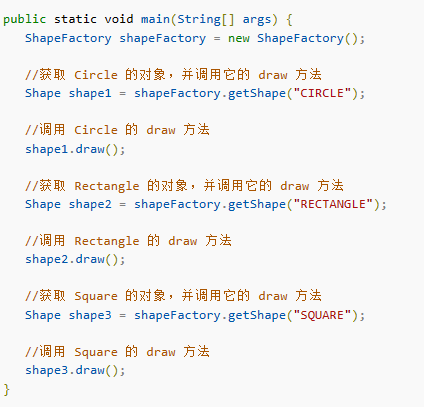 public static void main(String[] args) {
   ShapeFactory shapeFactory = new ShapeFactory();

   //获取 Circle 的对象，并调用它的 draw 方法
   Shape shape1 = shapeFactory.getShape("CIRCLE");

   //调用 Circle 的 draw 方法
   shape1.draw();

   //获取 Rectangle 的对象，并调用它的 draw 方法
   Shape shape2 = shapeFactory.getShape("RECTANGLE");

   //调用 Rectangle 的 draw 方法
   shape2.draw();

   //获取 Square 的对象，并调用它的 draw 方法
   Shape shape3 = shapeFactory.getShape("SQUARE");

   //调用 Square 的 draw 方法
   shape3.draw();
}